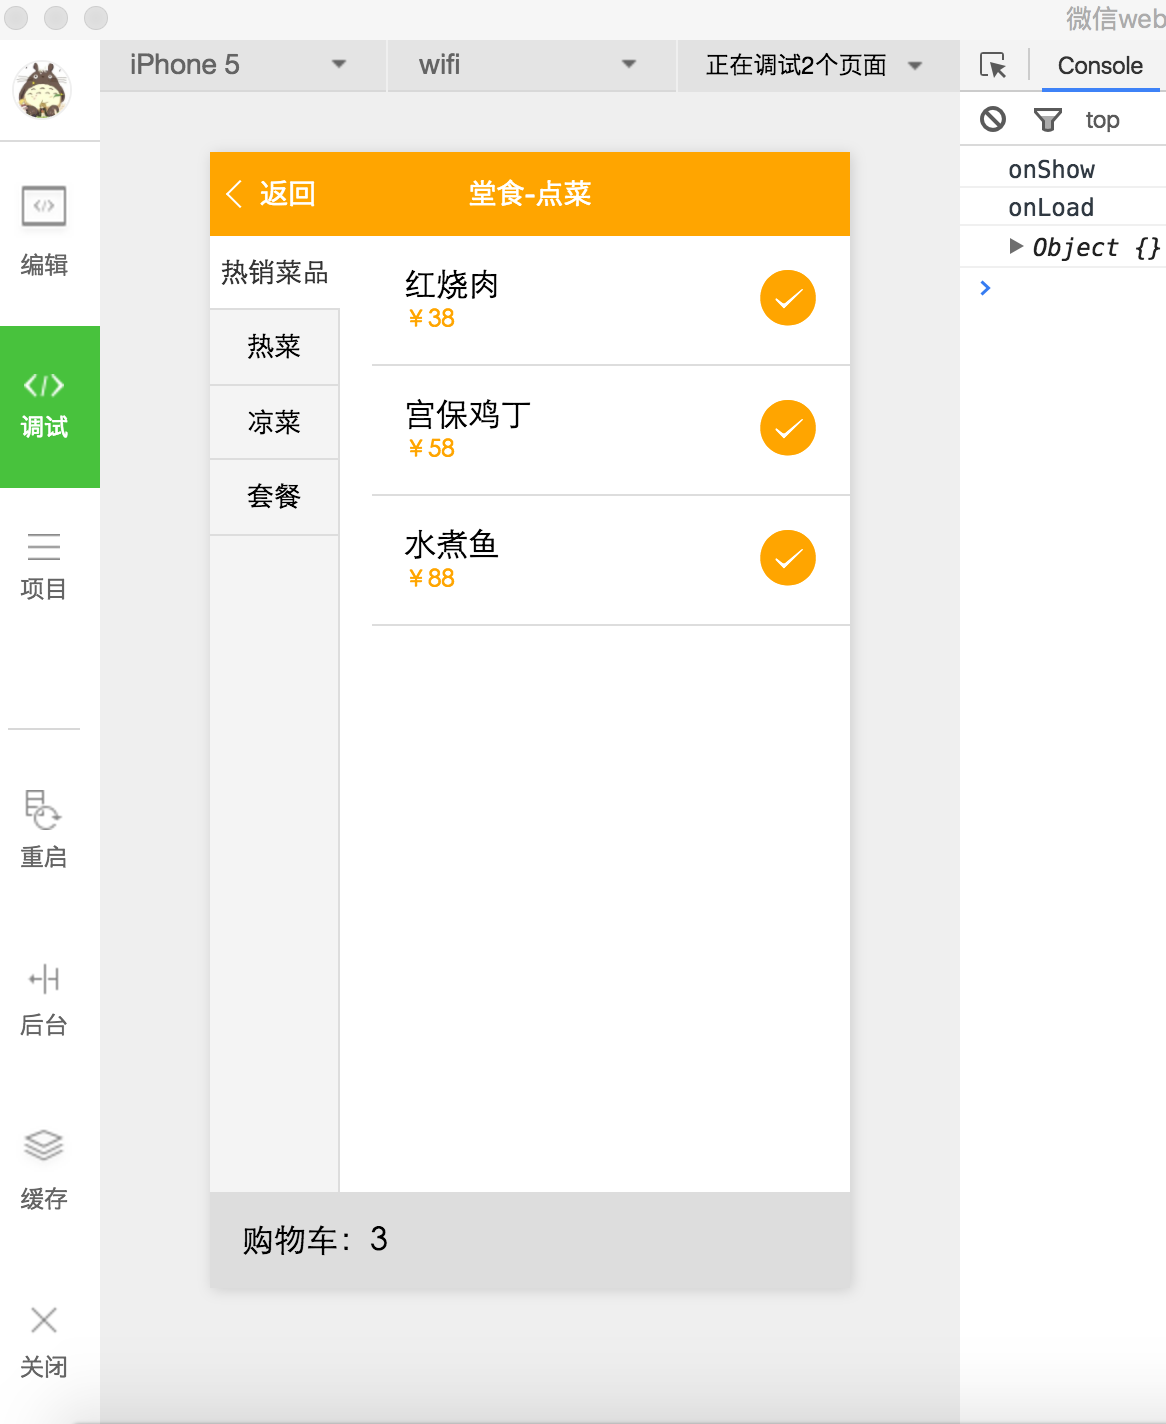 微信web
iPhone 5
wifi
正在调试2个页面
Console
top
onShow
onLoad
Object {}
编辑
调试
项目
重启
后台
缓存
关闭
返回
堂食-点菜
热销菜品
热菜
凉菜
套餐
红烧肉
￥38
宫保鸡丁
￥58
水煮鱼
￥88
购物车：3